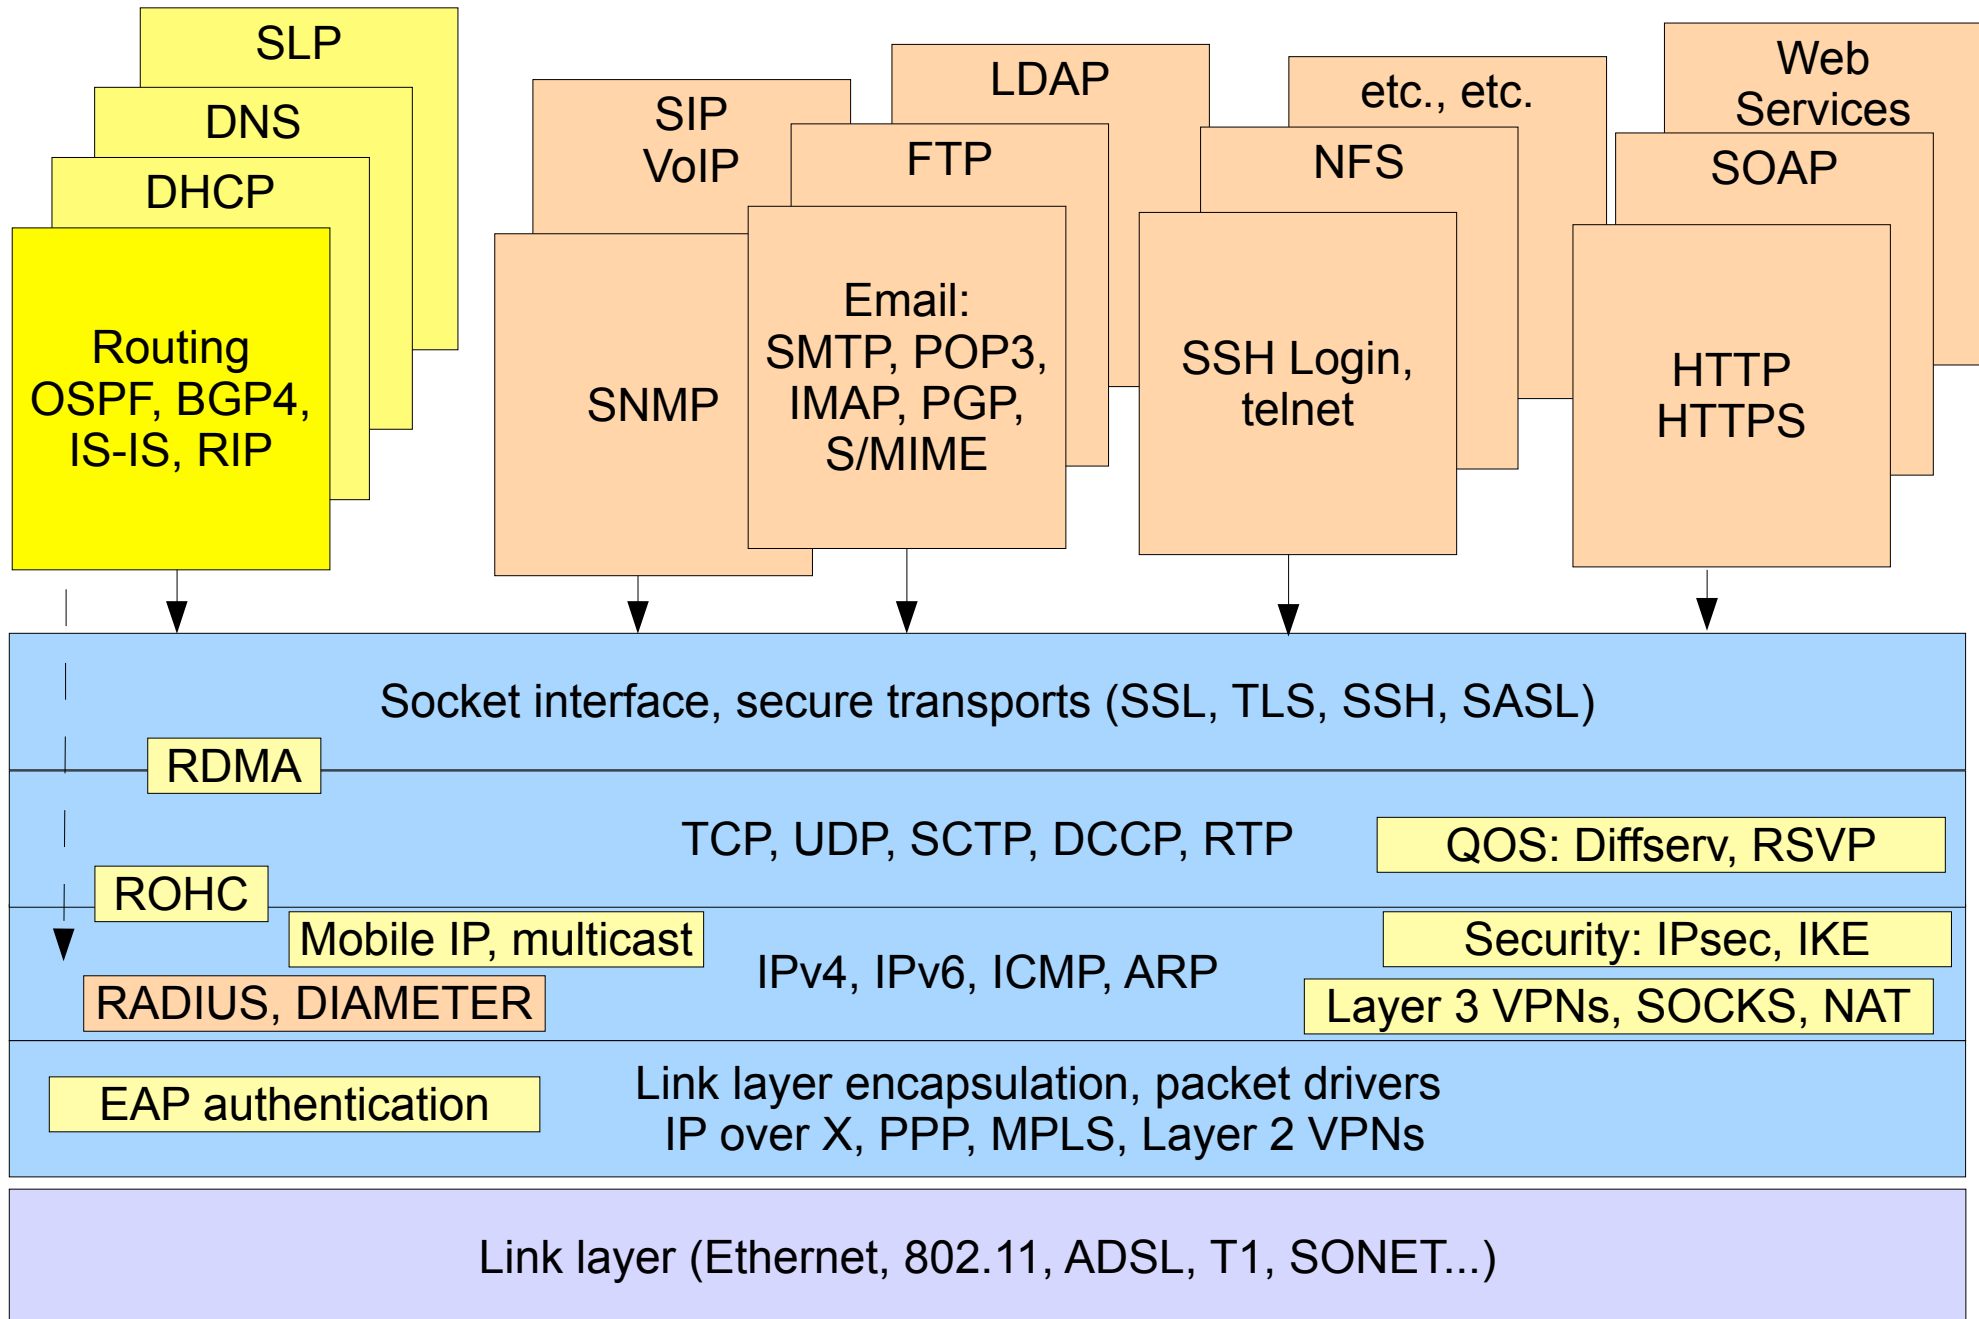 SLP
DNS
DHCP
Routing
OSPF, BGP4,
IS-IS, RIP
SIP
VoIP
SNMP
LDAP
FTP
Email:
SMTP, POP3,
IMAP, PGP,
S/MIME
etc., etc.
NFS
SSH Login,
telnet
Web
Services
SOAP
HTTP
HTTPS
Socket interface, secure transports (SSL, TLS, SSH, SASL)
RDMA
TCP, UDP, SCTP, DCCP, RTP
QOS: Diffserv, RSVP
ROHC
Mobile IP, multicast
Security: IPsec, IKE
IPv4, IPv6, ICMP, ARP
RADIUS, DIAMETER
Layer 3 VPNs, SOCKS, NAT
EAP authentication
Link layer encapsulation, packet drivers
IP over X, PPP, MPLS, Layer 2 VPNs
Link layer (Ethernet, 802.11, ADSL, T1, SONET...)